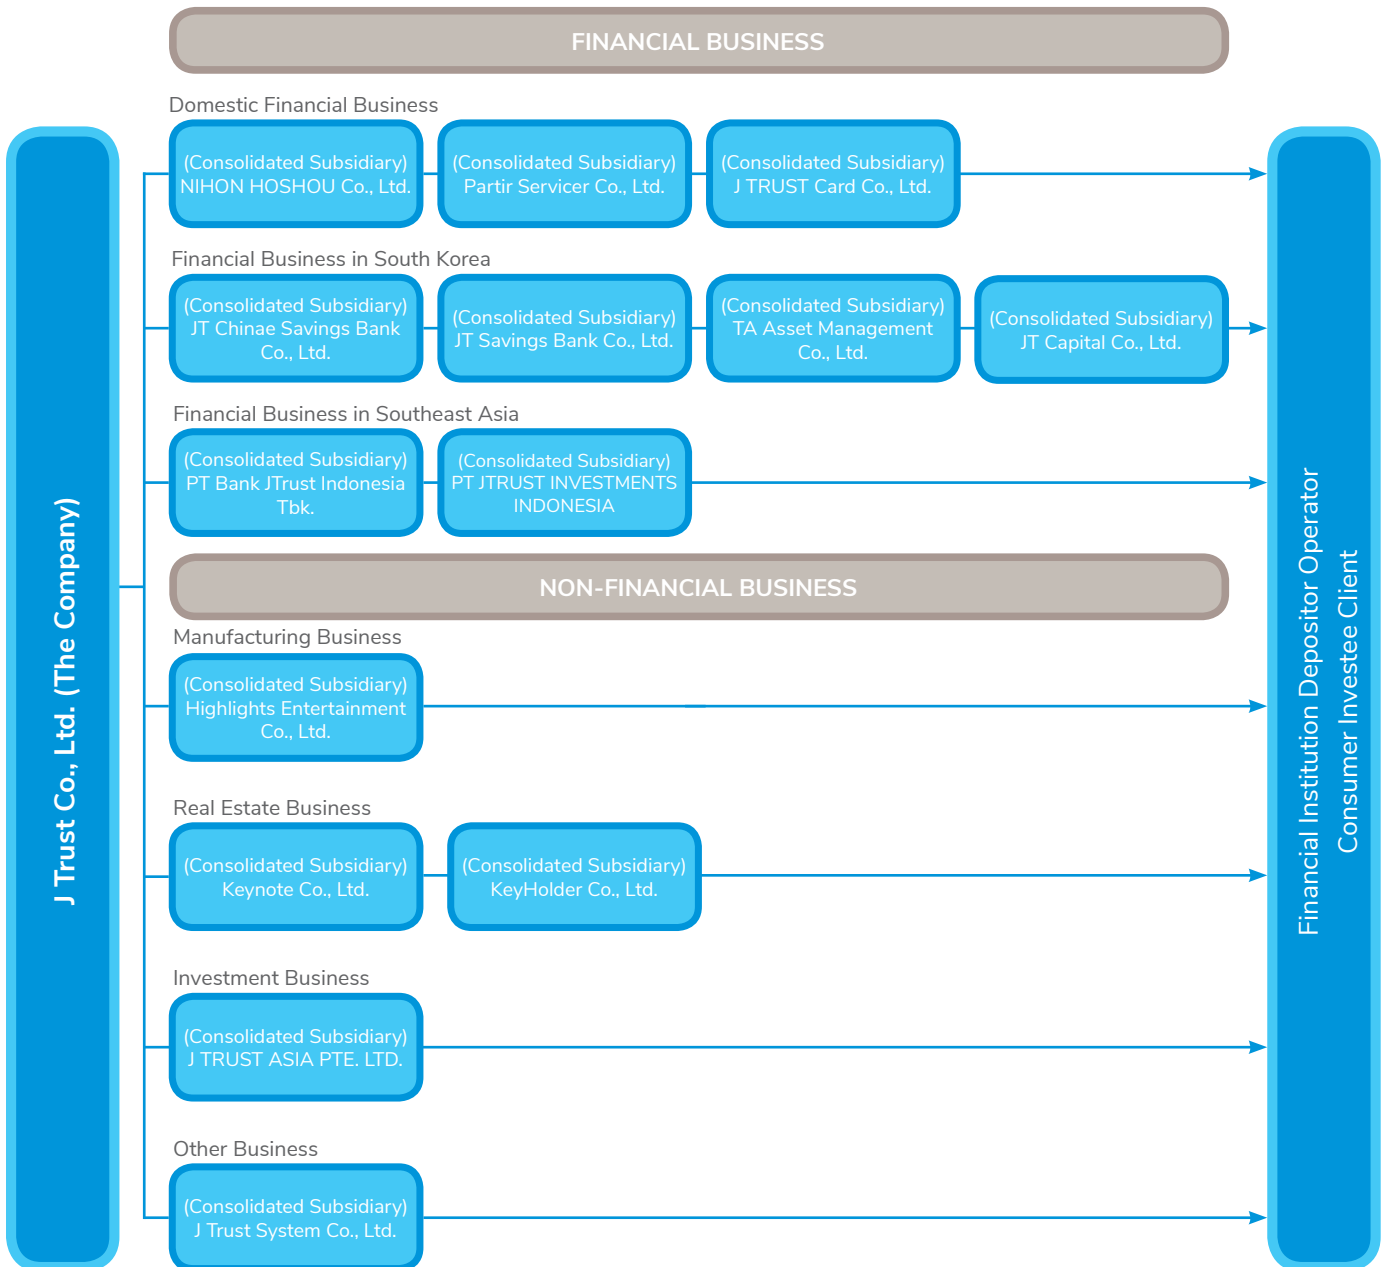 FINANCIAL BUSINESS
Domestic Financial Business
(Consolidated Subsidiary)
NIHON HOSHOU Co., Ltd.
(Consolidated Subsidiary)
Partir Servicer Co., Ltd.
(Consolidated Subsidiary)
J TRUST Card Co., Ltd.
Financial Business in South Korea
(Consolidated Subsidiary)
JT Chinae Savings Bank
Co., Ltd.
(Consolidated Subsidiary)
JT Savings Bank Co., Ltd.
(Consolidated Subsidiary)
TA Asset Management
Co., Ltd.
(Consolidated Subsidiary)
JT Capital Co., Ltd.
Financial Business in Southeast Asia
(Consolidated Subsidiary)
PT Bank JTrust Indonesia
Tbk.
(Consolidated Subsidiary)
PT JTRUST INVESTMENTS
INDONESIA
NON-FINANCIAL BUSINESS
Manufacturing Business
(Consolidated Subsidiary)
Highlights Entertainment
Co., Ltd.
Real Estate Business
(Consolidated Subsidiary)
Keynote Co., Ltd.
(Consolidated Subsidiary)
KeyHolder Co., Ltd.
Investment Business
(Consolidated Subsidiary)
J TRUST ASIA PTE. LTD.
Other Business
(Consolidated Subsidiary)
J Trust System Co., Ltd.
J Trust Co., Ltd. (The Company)
Financial Institution Depositor Operator
Consumer Investee Client